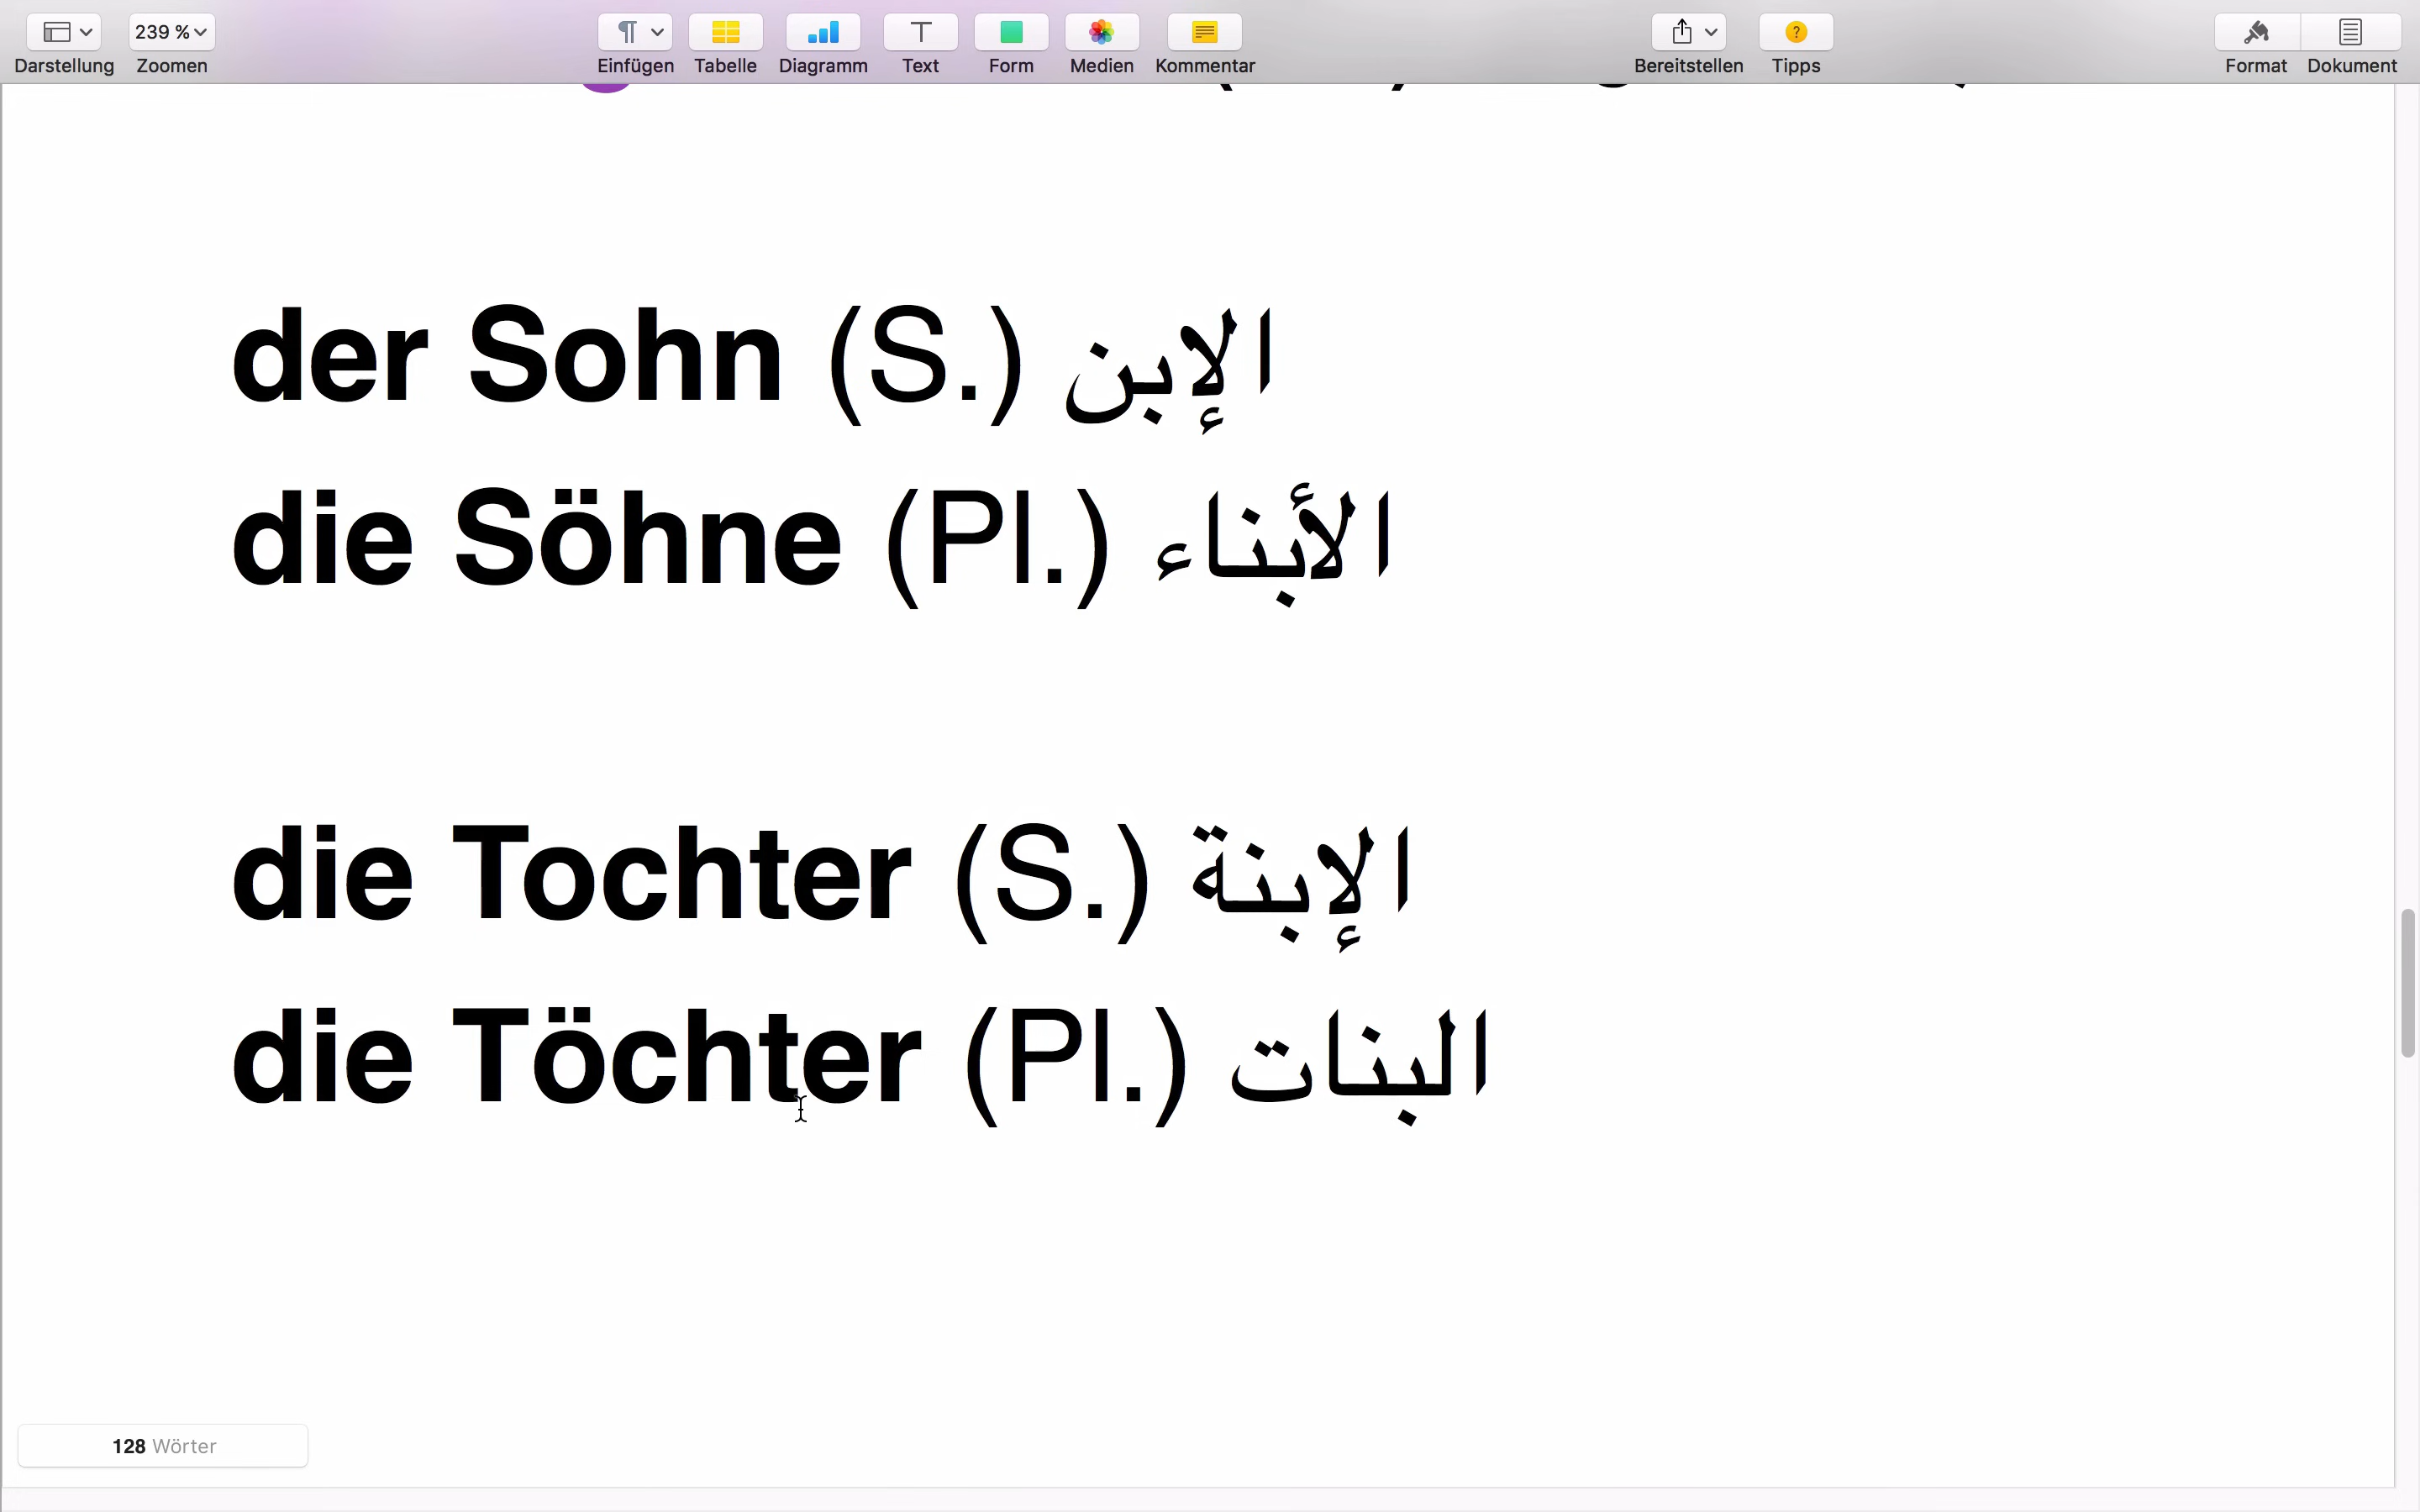 239 %
Darstellung Zoomen Einfügen Tabelle Diagramm Text Form Medien Kommentar Bereitstellen Tipps Format Dokument
der Sohn (S.) الإبن
die Söhne (Pl.) الأبناء
die Tochter (S.) الإبنة
die Töchter (Pl.) البنات
128 Wörter